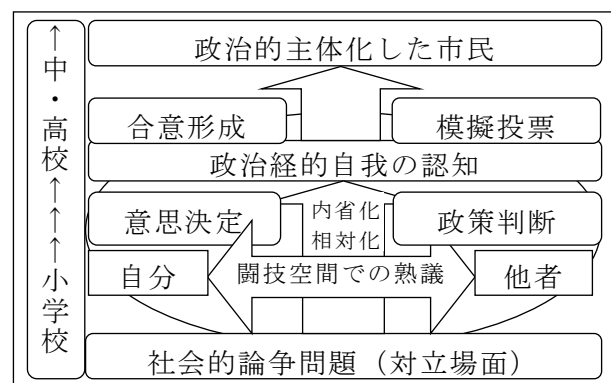 ↑中・高校↑↑↑小学校
政治的主体化した市民
合意形成
模擬投票
政治経的自我の認知
意思決定
内省化
相対化
政策判断
自分
闘技空間での熟議
他者
社会的論争問題（対立場面）